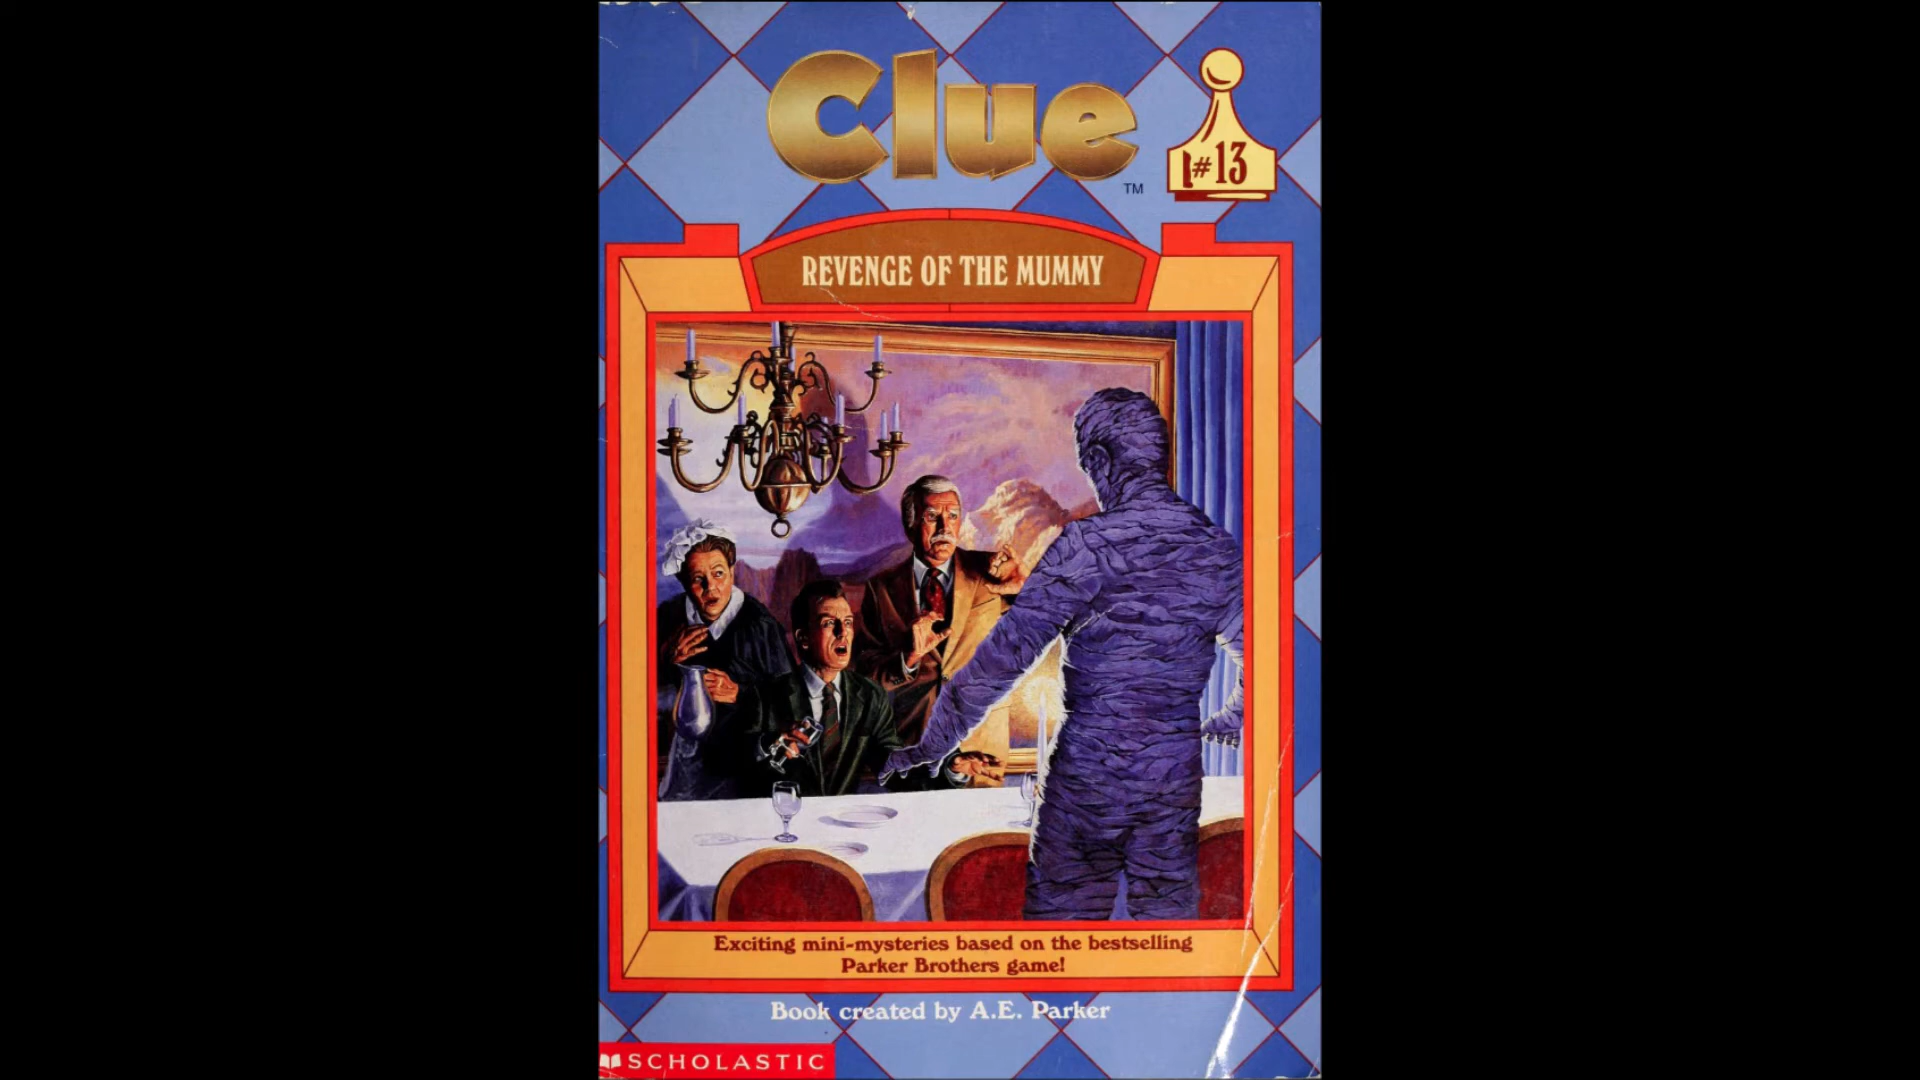 Clue
TM
#13
REVENGE OF THE MUMMY
Exciting mini-mysteries based on the bestselling
Parker Brothers game!
Book created by A.E. Parker
SCHOLASTIC